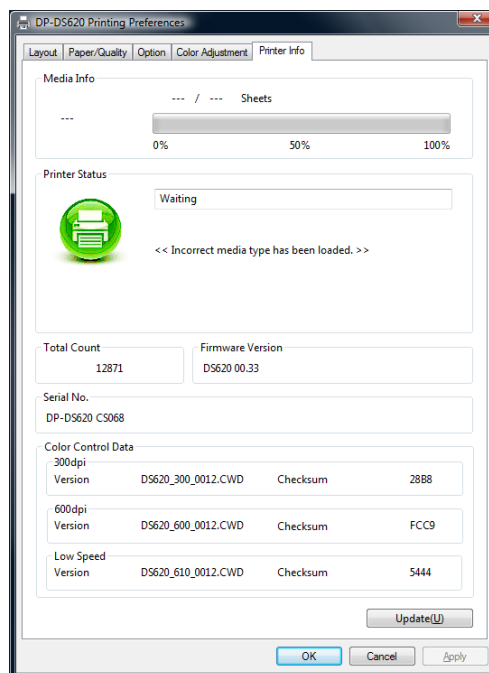 DP-DS620 Printing Preferences
Layout Paper/Quality Option Color Adjustment Printer Info
Media Info
--- / --- Sheets
---
0% 50% 100%
Printer Status
Waiting
<< Incorrect media type has been loaded. >>
Total Count Firmware Version
12871 DS620 00.33
Serial No.
DP-DS620 CS068
Color Control Data
300dpi
Version DS620_300_0012.CWD Checksum 28B8
600dpi
Version DS620_600_0012.CWD Checksum FCC9
Low Speed
Version DS620_610_0012.CWD Checksum 5444
Update(U)
OK Cancel Apply